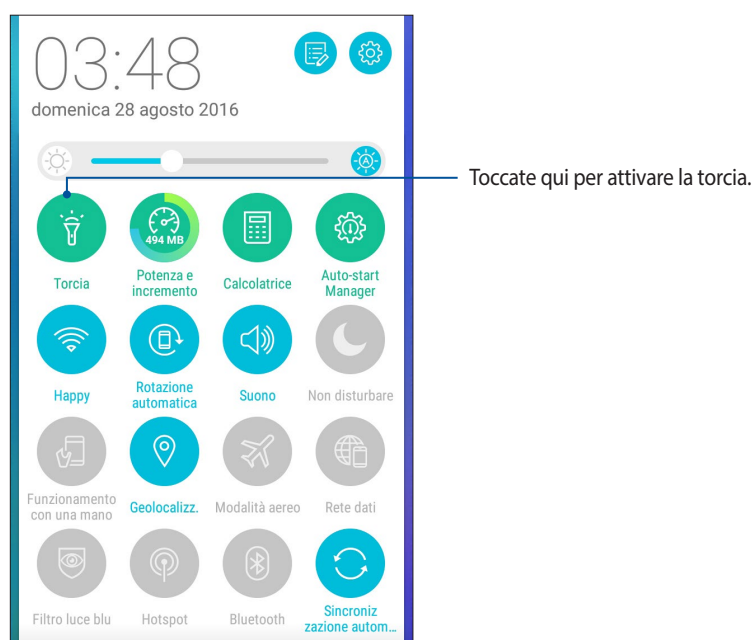 03:48
domenica 28 agosto 2016
A
Toccate qui per attivare la torcia.
494 MB
Torcia
Potenza e
incremento
Calcolatrice
Auto-start
Manager
Happy
Rotazione
automatica
Suono
Non disturbare
Funzionamento
con una mano
Geolocalizz.
Modalità aereo
Rete dati
Filtro luce blu
Hotspot
Bluetooth
Sincroniz
zazione autom...